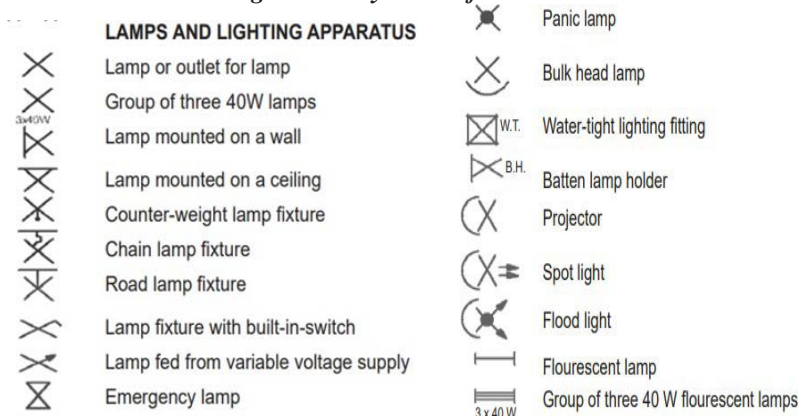 LAMPS AND LIGHTING APPARATUS
Lamp or outlet for lamp
Group of three 40W lamps
3x40W
Lamp mounted on a wall
Lamp mounted on a ceiling
Counter-weight lamp fixture
Chain lamp fixture
Road lamp fixture
Lamp fixture with built-in-switch
Lamp fed from variable voltage supply
Emergency lamp
Panic lamp
Bulk head lamp
W.T. Water-tight lighting fitting
B.H. Batten lamp holder
Projector
Spot light
Flood light
Flourescent lamp
Group of three 40 W flourescent lamps
3 x 40 W